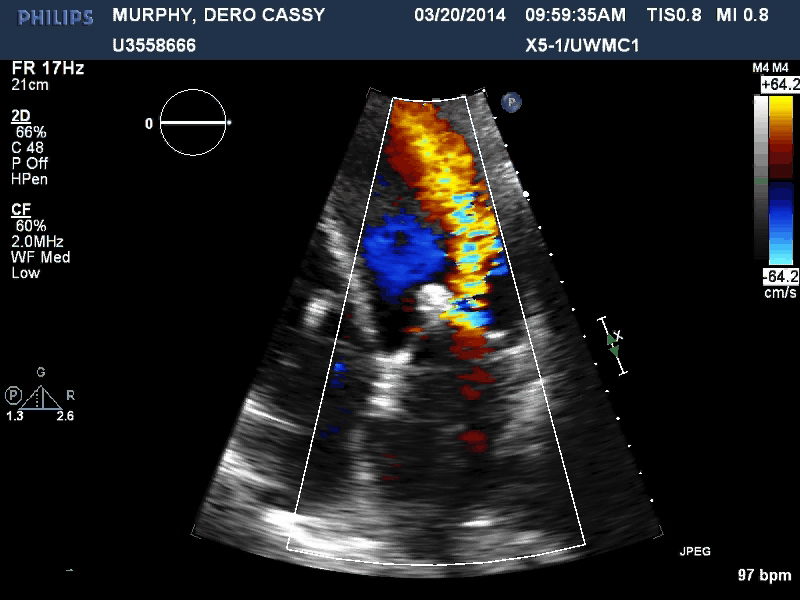 PHILIPS
MURPHY, DERO CASSY
03/20/2014 09:59:35AM TIS0.8 MI 0.8
U3558666
X5-1/UWMC1
FR 17Hz
21cm
2D
66%
C 48
P Off
HPen
CF
60%
2.0MHz
WF Med
Low
0
P
M4 M4
+64.2
-64.2
cm/s
x
G
P R
1.3 2.6
JPEG
97 bpm